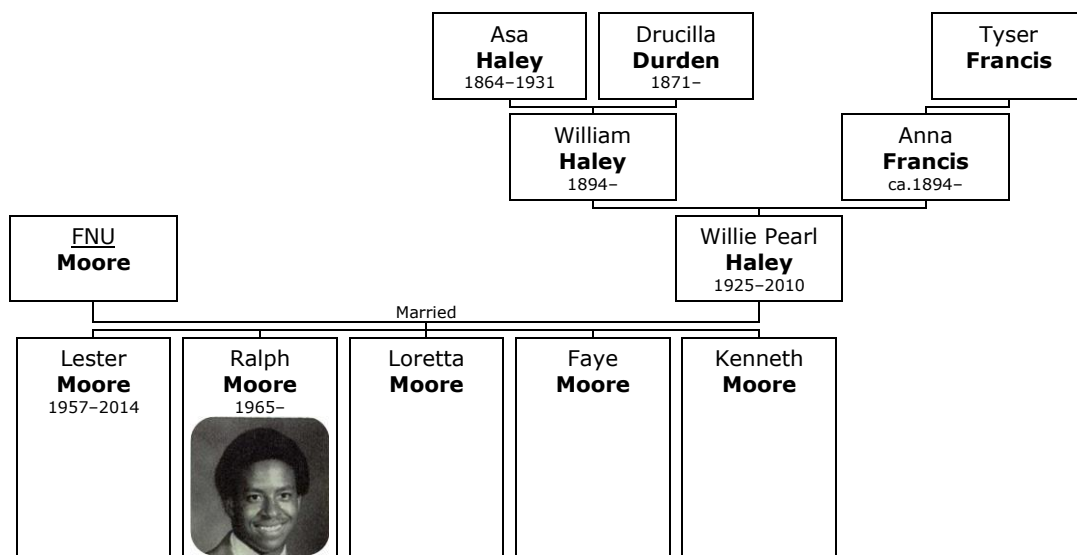 Asa
Haley
1864–1931
Drucilla
Durden
1871–
Tyser
Francis
William
Haley
1894–
Anna
Francis
ca.1894–
FNU
Moore
Willie Pearl
Haley
1925–2010
Married
Lester
Moore
1957–2014
Ralph
Moore
1965–
Loretta
Moore
Faye
Moore
Kenneth
Moore